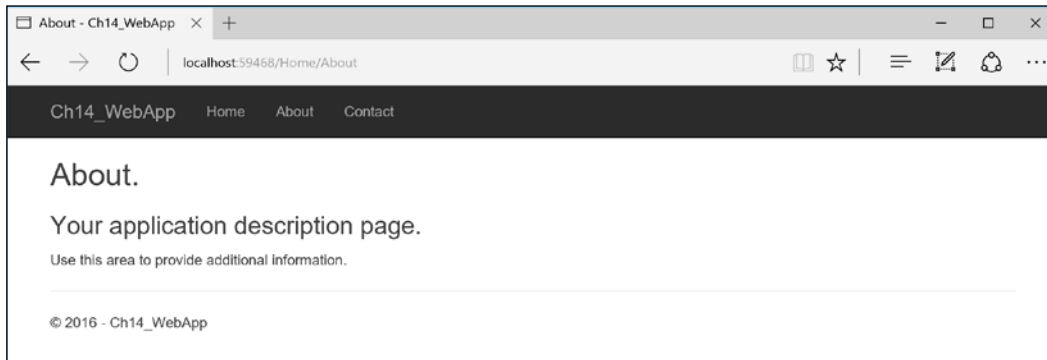 About - Ch14_WebApp
localhost:59468/Home/About
Ch14_WebApp Home About Contact
About.
Your application description page.
Use this area to provide additional information.
© 2016 - Ch14_WebApp